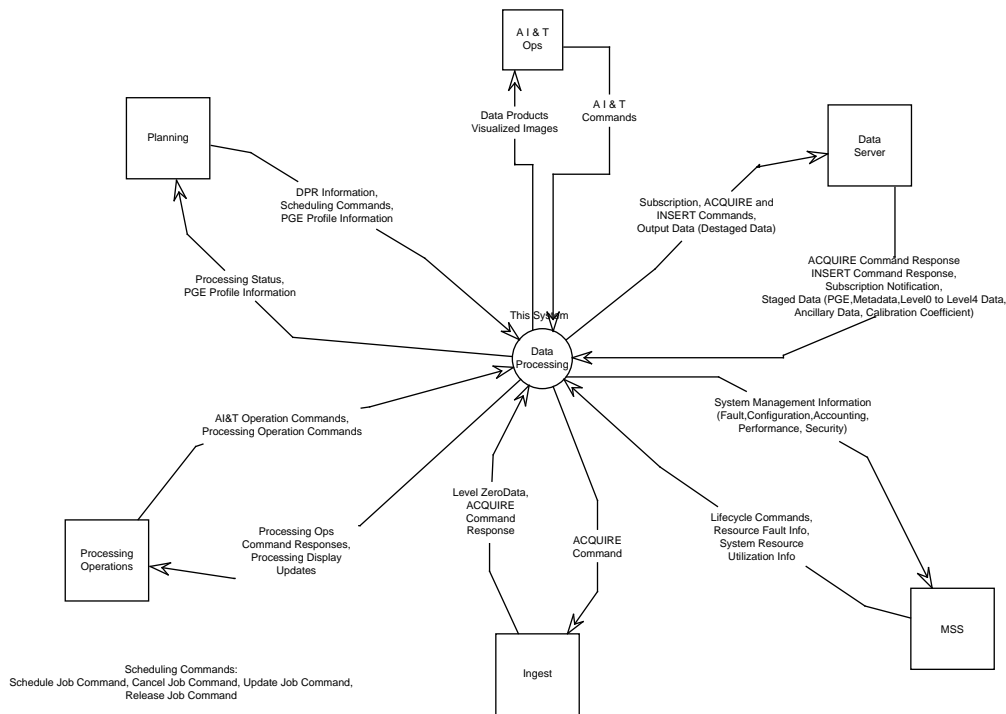 A I & T
Ops
Data Products
Visualized Images
A I & T
Commands
Planning
Data
Server
DPR Information,
Scheduling Commands,
PGE Profile Information
Subscription, ACQUIRE and
INSERT Commands,
Output Data (Destaged Data)
Processing Status,
PGE Profile Information
ACQUIRE Command Response
INSERT Command Response,
Subscription Notification,
Staged Data (PGE,Metadata,Level0 to Level4 Data,
Ancillary Data, Calibration Coefficient)
This System
Data
Processing
AI&T Operation Commands,
Processing Operation Commands
System Management Information
(Fault,Configuration,Accounting,
Performance, Security)
Level ZeroData,
ACQUIRE
Command
Response
Processing Ops
Command Responses,
Processing Display
Updates
ACQUIRE
Command
Lifecycle Commands,
Resource Fault Info,
System Resource
Utilization Info
Processing
Operations
MSS
Ingest
Scheduling Commands:
Schedule Job Command, Cancel Job Command, Update Job Command,
Release Job Command